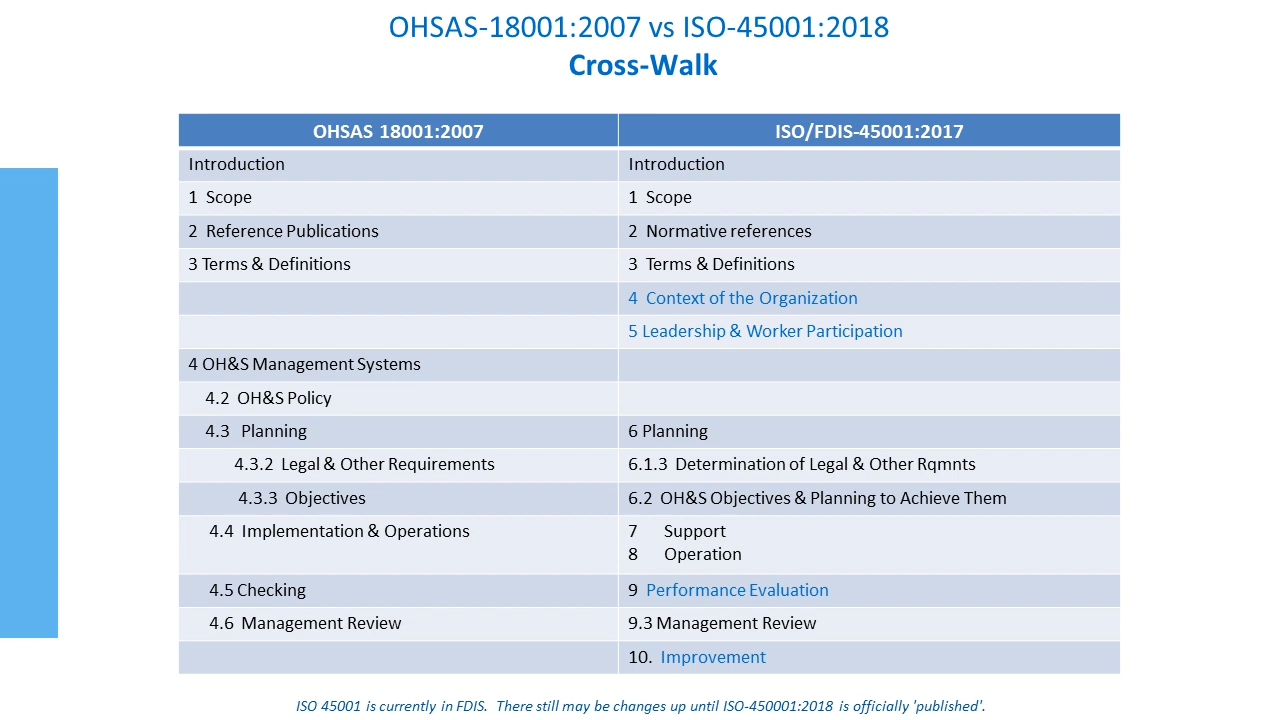 OHSAS-18001:2007 vs ISO-45001:2018
Cross-Walk
OHSAS 18001:2007 ISO/FDIS-45001:2017
Introduction Introduction
1 Scope 1 Scope
2 Reference Publications 2 Normative references
3 Terms & Definitions 3 Terms & Definitions
4 Context of the Organization
5 Leadership & Worker Participation
4 OH&S Management Systems
4.2 OH&S Policy
4.3 Planning 6 Planning
4.3.2 Legal & Other Requirements 6.1.3 Determination of Legal & Other Rqmnts
4.3.3 Objectives 6.2 OH&S Objectives & Planning to Achieve Them
4.4 Implementation & Operations 7 Support
8 Operation
4.5 Checking 9 Performance Evaluation
4.6 Management Review 9.3 Management Review
10. Improvement
ISO 45001 is currently in FDIS. There still may be changes up until ISO-450001:2018 is officially 'published'.